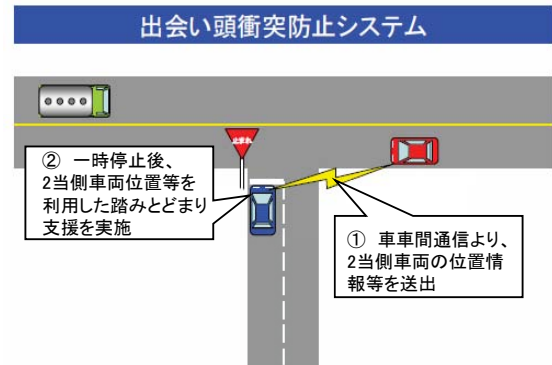 出会い頭衝突防止システム
② 一時停止後、
2当側車両位置等を
利用した踏みとどまり
支援を実施
① 車車間通信より、
2当側車両の位置情
報等を送出